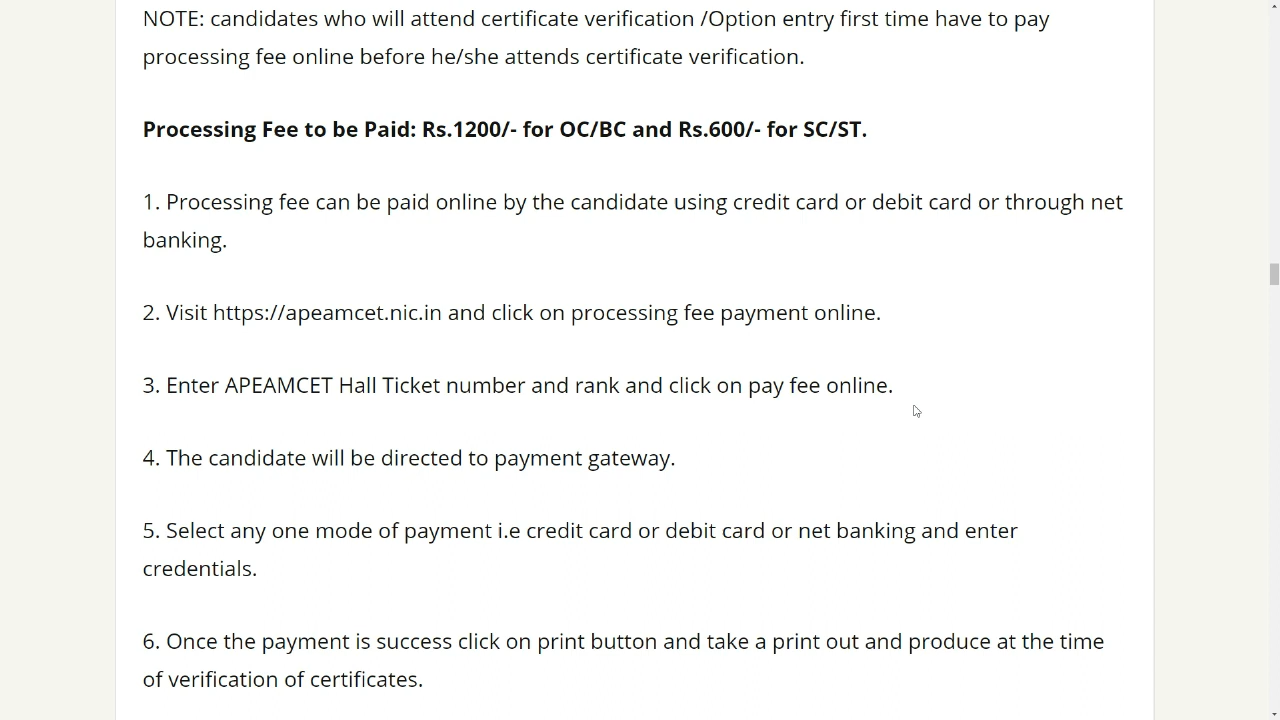 NOTE: candidates who will attend certificate verification /Option entry first time have to pay
processing fee online before he/she attends certificate verification.
Processing Fee to be Paid: Rs.1200/- for OC/BC and Rs.600/- for SC/ST.
1. Processing fee can be paid online by the candidate using credit card or debit card or through net
banking.
2. Visit https://apeamcet.nic.in and click on processing fee payment online.
3. Enter APEAMCET Hall Ticket number and rank and click on pay fee online.
4. The candidate will be directed to payment gateway.
5. Select any one mode of payment i.e credit card or debit card or net banking and enter
credentials.
6. Once the payment is success click on print button and take a print out and produce at the time
of verification of certificates.